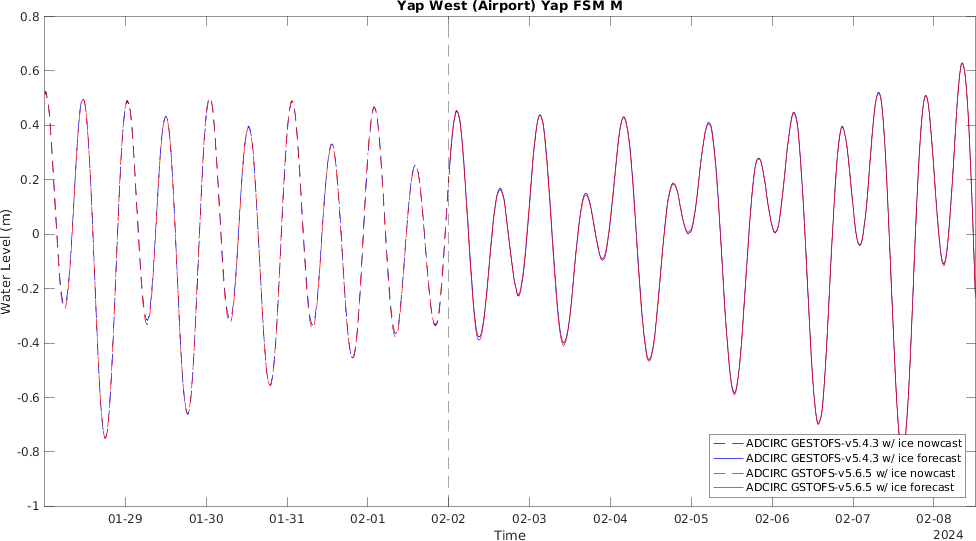 Yap West (Airport) Yap FSM M
0.8
0.6
0.4
0.2
0
-0.2
-0.4
-0.6
-0.8
-1
Water Level (m)
ADCIRC GESTOFS-v5.4.3 w/ ice nowcast
ADCIRC GESTOFS-v5.4.3 w/ ice forecast
ADCIRC GSTOFS-v5.6.5 w/ ice nowcast
ADCIRC GSTOFS-v5.6.5 w/ ice forecast
01-29 01-30 01-31 02-01 02-02 02-03 02-04 02-05 02-06 02-07 02-08
Time
2024